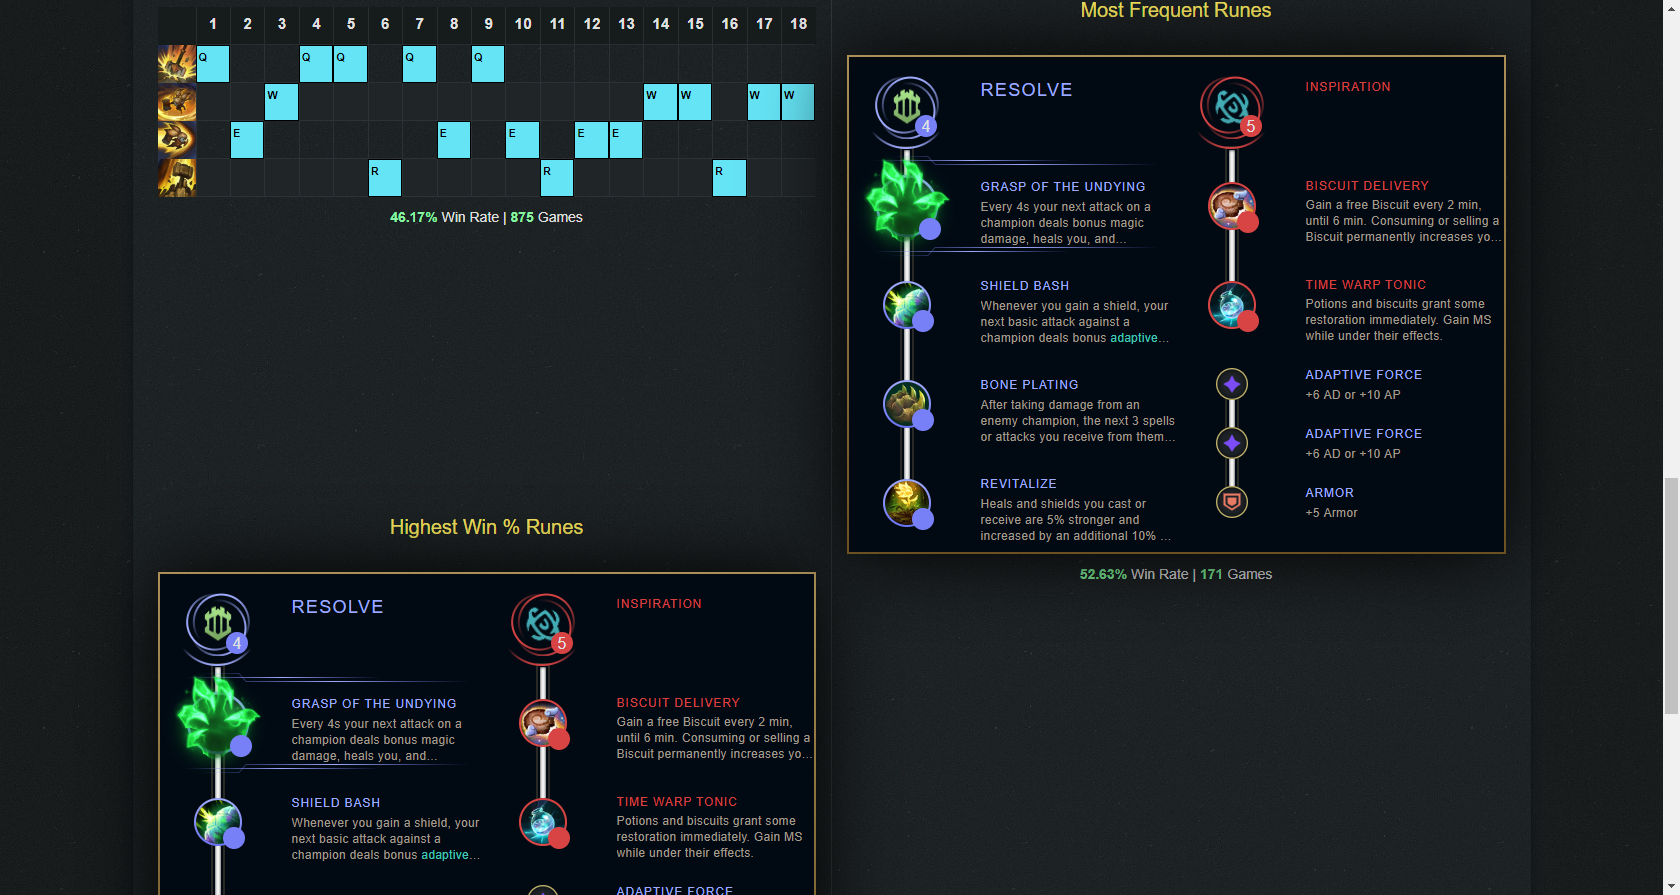 1 2 3 4 5 6 7 8 9 10 11 12 13 14 15 16 17 18
Q Q Q Q Q
W W W W W
E E E E E
R R R
46.17% Win Rate | 875 Games
Most Frequent Runes
RESOLVE
4
GRASP OF THE UNDYING
Every 4s your next attack on a
champion deals bonus magic
damage, heals you, and...
SHIELD BASH
Whenever you gain a shield, your
next basic attack against a
champion deals bonus adaptive...
BONE PLATING
After taking damage from an
enemy champion, the next 3 spells
or attacks you receive from them...
REVITALIZE
Heals and shields you cast or
receive are 5% stronger and
increased by an additional 10% ...
INSPIRATION
5
BISCUIT DELIVERY
Gain a free Biscuit every 2 min,
until 6 min. Consuming or selling a
Biscuit permanently increases yo...
TIME WARP TONIC
Potions and biscuits grant some
restoration immediately. Gain MS
while under their effects.
ADAPTIVE FORCE
+6 AD or +10 AP
ADAPTIVE FORCE
+6 AD or +10 AP
ARMOR
+5 Armor
52.63% Win Rate | 171 Games
Highest Win % Runes
RESOLVE
4
GRASP OF THE UNDYING
Every 4s your next attack on a
champion deals bonus magic
damage, heals you, and...
SHIELD BASH
Whenever you gain a shield, your
next basic attack against a
champion deals bonus adaptive...
INSPIRATION
5
BISCUIT DELIVERY
Gain a free Biscuit every 2 min,
until 6 min. Consuming or selling a
Biscuit permanently increases yo...
TIME WARP TONIC
Potions and biscuits grant some
restoration immediately. Gain MS
while under their effects.
ADAPTIVE FORCE